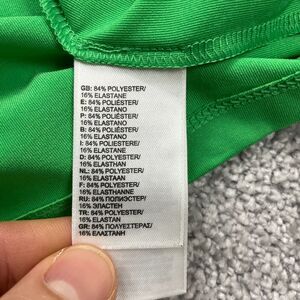 GB: 84% POLYESTER/
16% ELASTANE
E: 84% POLIÉSTER/
16% ELASTANO
P: 84% POLIÉSTER/
16% ELASTANO
B: 84% POLIÉSTER/
16% ELASTANO
I: 84% POLIESTERE/
16% ELASTANE
D: 84% POLYESTER/
16% ELASTHAN
NL: 84% POLYESTER/
16% ELASTAAN
F: 84% POLYESTER/
16% ELASTHANNE
RU: 84% ПОЛИЭСТЕР/
16% ЭЛАСТЕН
TR: 84% POLYESTER/
16% ELASTAN
GR: 84% ΠΟΛΥΕΣΤΕΡΑΣ/
16% ΕΛΑΣΤΑΝΗ